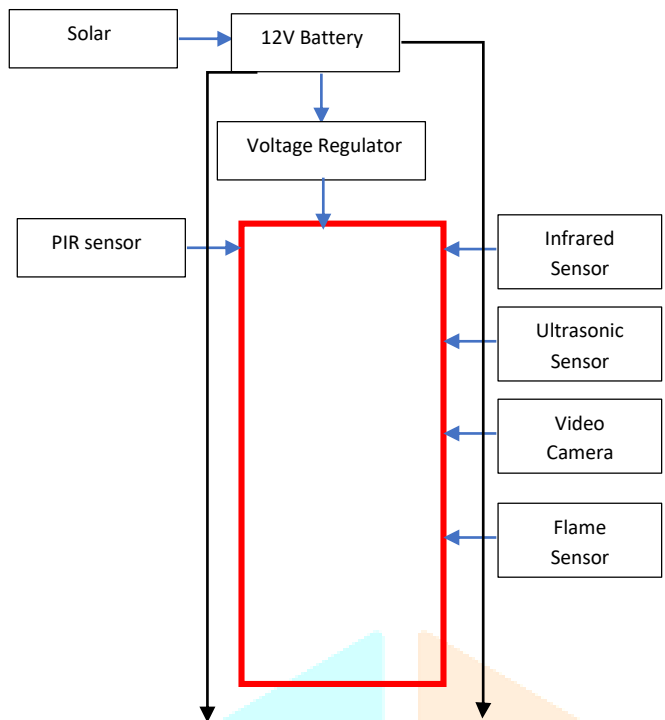 Solar
12V Battery
Voltage Regulator
PIR sensor
Infrared
Sensor
Ultrasonic
Sensor
Video
Camera
Flame
Sensor